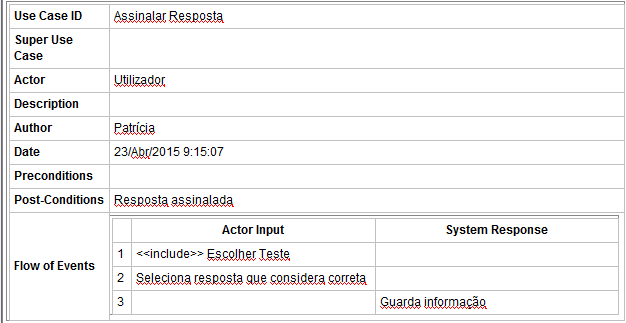 Use Case ID Assinalar Resposta
Super Use
Case
Actor Utilizador
Description
Author Patrícia
Date 23/Abr/2015 9:15:07
Preconditions
Post-Conditions Resposta assinalada
Flow of Events
Actor Input System Response
1 <<include>> Escolher Teste
2 Seleciona resposta que considera correta
3 Guarda informação